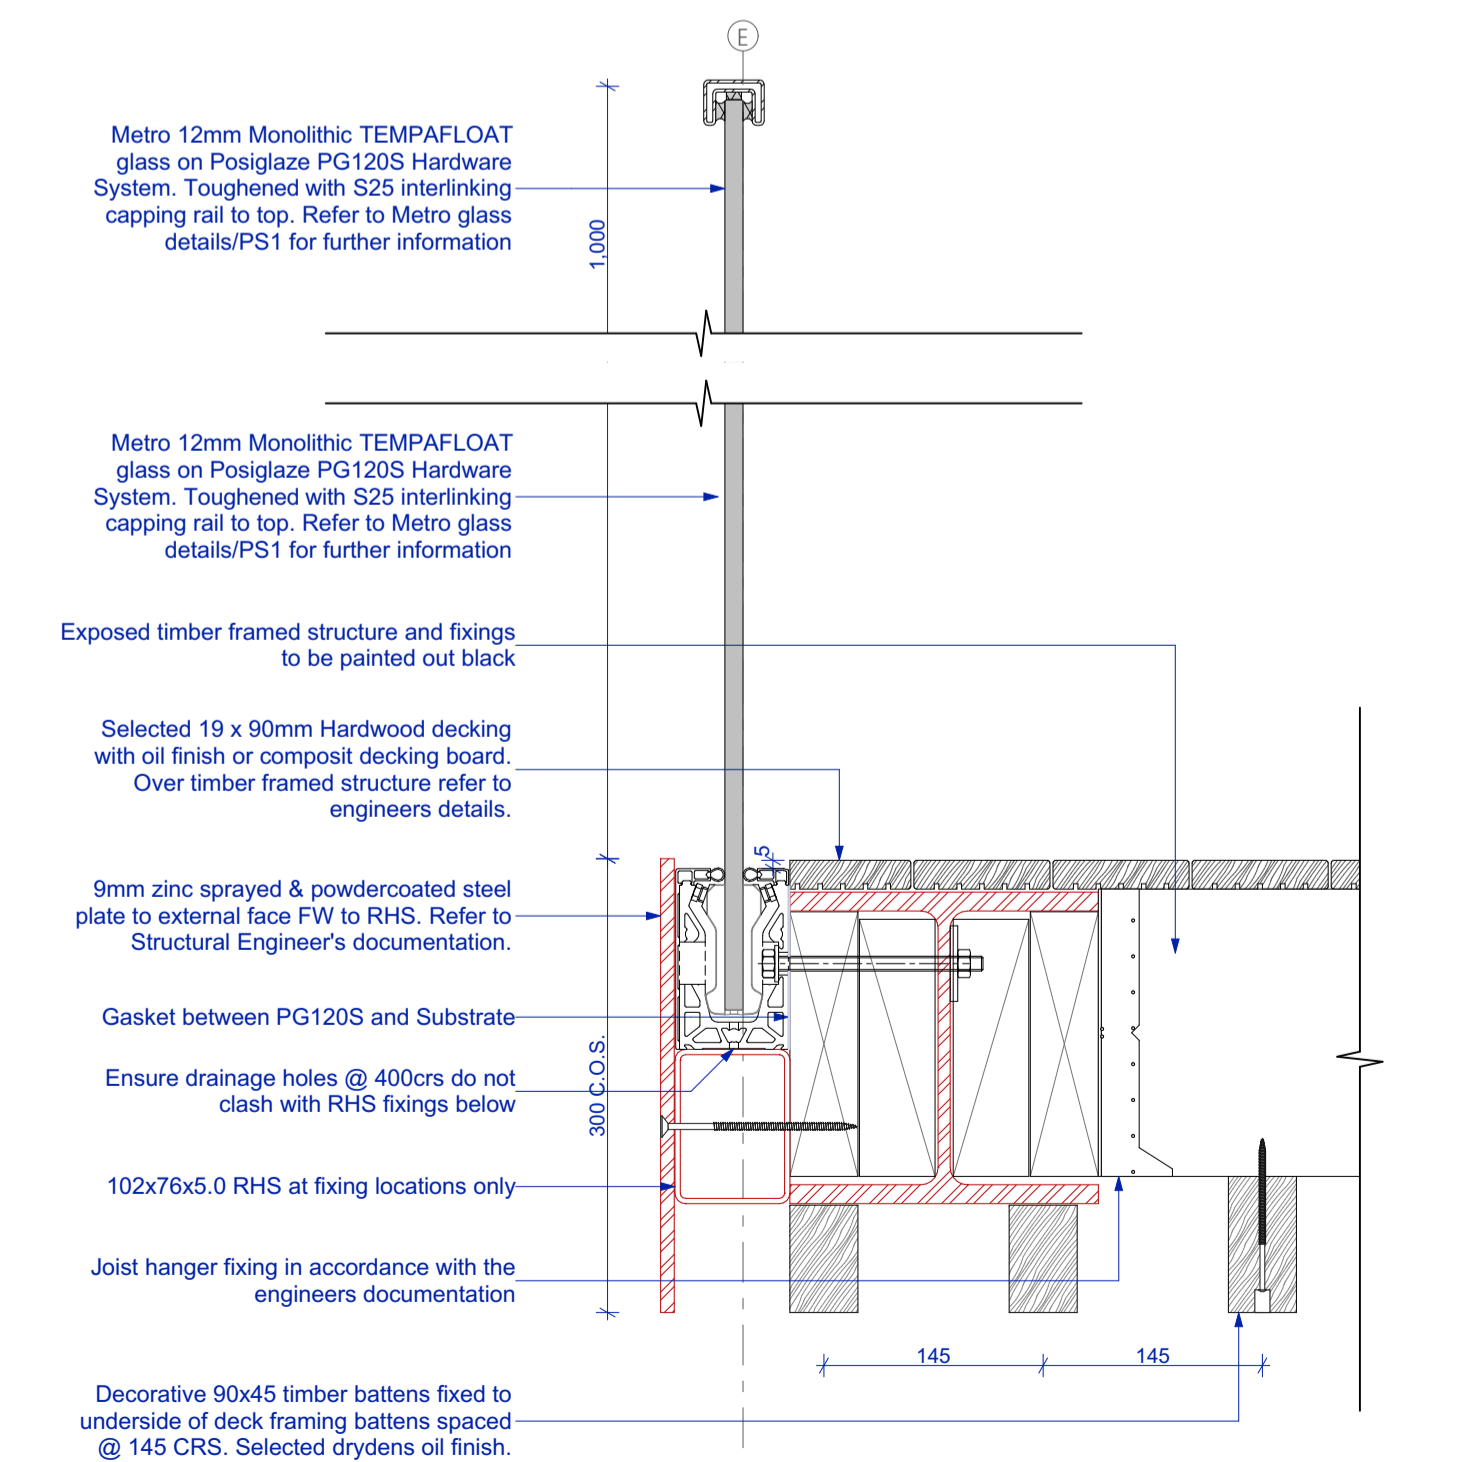 E
Metro 12mm Monolithic TEMPAFLOAT
glass on Posiglaze PG120S Hardware
System. Toughened with S25 interlinking
capping rail to top. Refer to Metro glass
details/PS1 for further information
1,000
Metro 12mm Monolithic TEMPAFLOAT
glass on Posiglaze PG120S Hardware
System. Toughened with S25 interlinking
capping rail to top. Refer to Metro glass
details/PS1 for further information
Exposed timber framed structure and fixings
to be painted out black
Selected 19 x 90mm Hardwood decking
with oil finish or composit decking board.
Over timber framed structure refer to
engineers details.
5
9mm zinc sprayed & powdercoated steel
plate to external face FW to RHS. Refer to
Structural Engineer's documentation.
Gasket between PG120S and Substrate
300 C.O.S.
Ensure drainage holes @ 400crs do not
clash with RHS fixings below
102x76x5.0 RHS at fixing locations only
Joist hanger fixing in accordance with the
engineers documentation
145
145
Decorative 90x45 timber battens fixed to
underside of deck framing battens spaced
@ 145 CRS. Selected drydens oil finish.